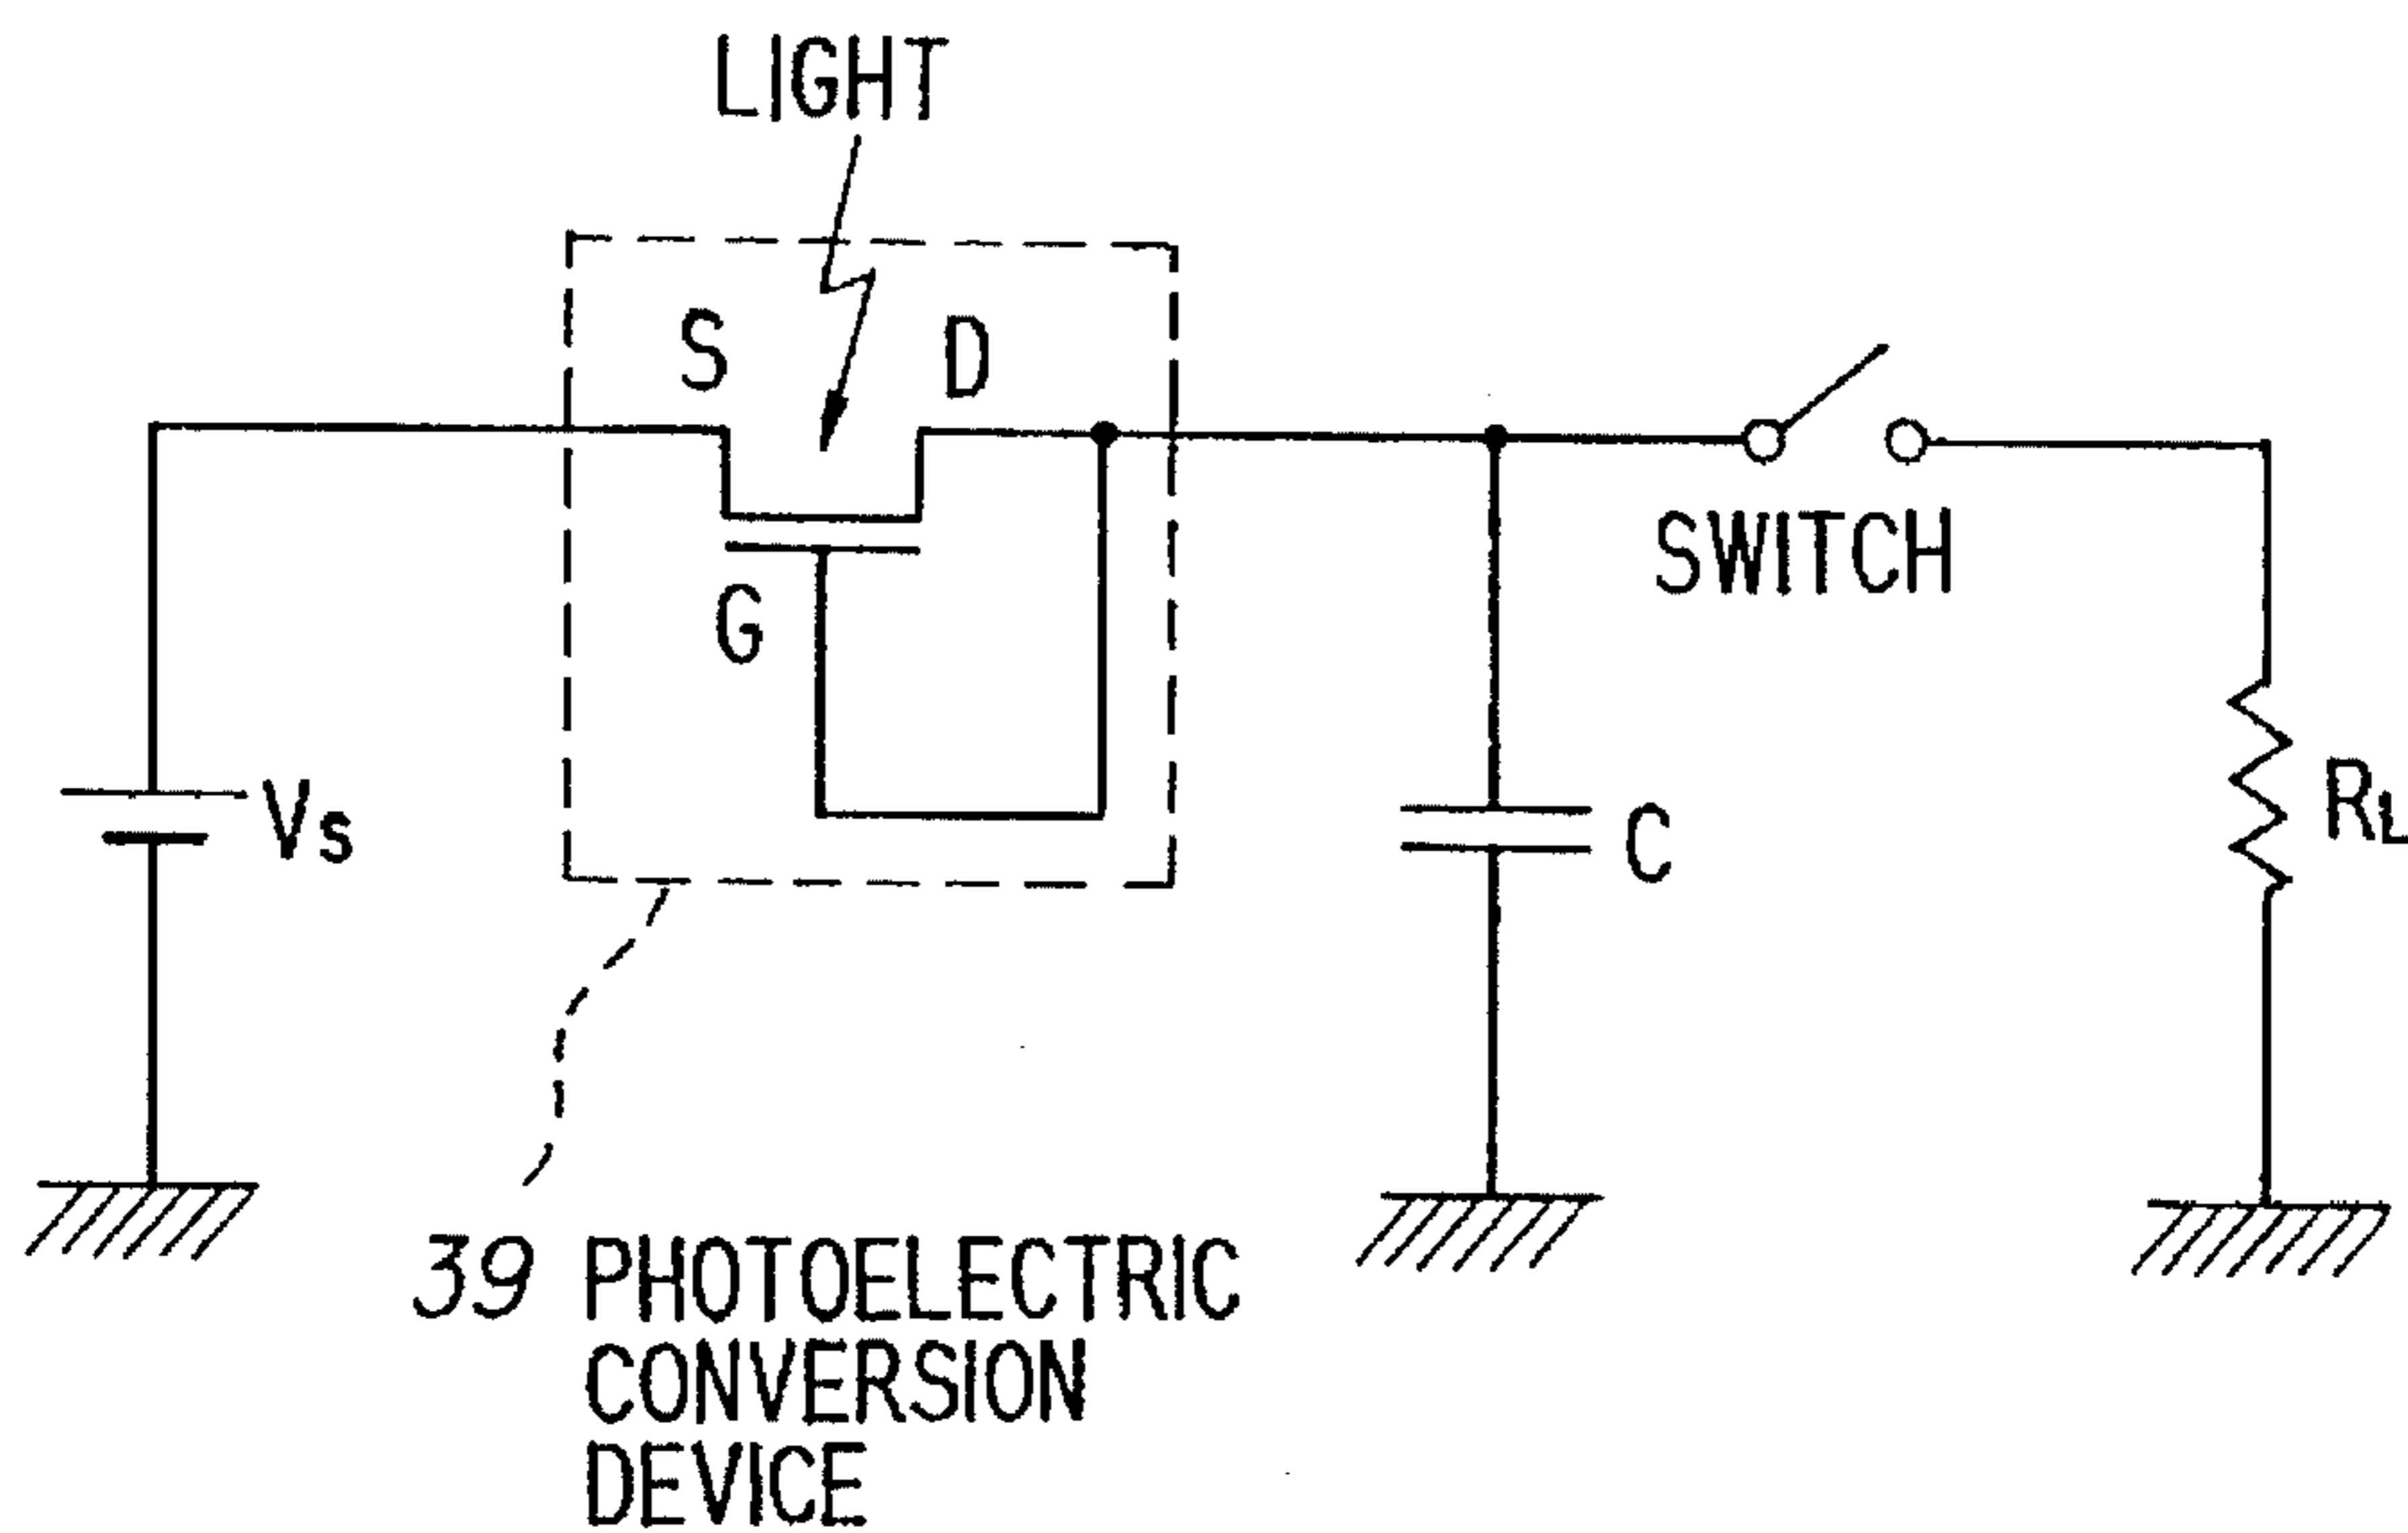 LIGHT
S
D
G
SWITCH
Vs
C
RL
39 PHOTOELECTRIC
CONVERSION
DEVICE